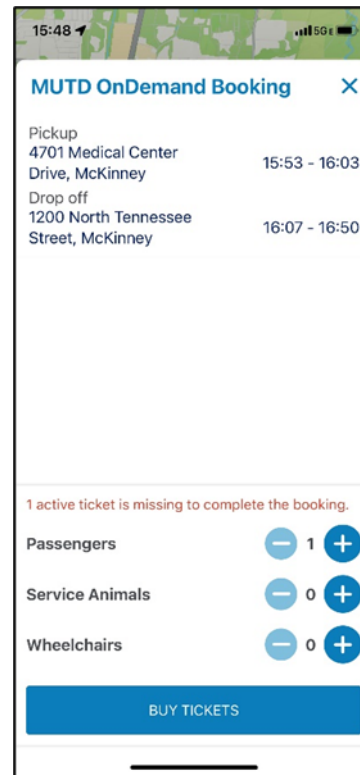 15:48 5G E
MUTD OnDemand Booking ×
Pickup
4701 Medical Center
Drive, McKinney
15:53 - 16:03
Drop off
1200 North Tennessee
Street, McKinney
16:07 - 16:50
1 active ticket is missing to complete the booking.
Passengers − 1 +
Service Animals − 0 +
Wheelchairs − 0 +
BUY TICKETS